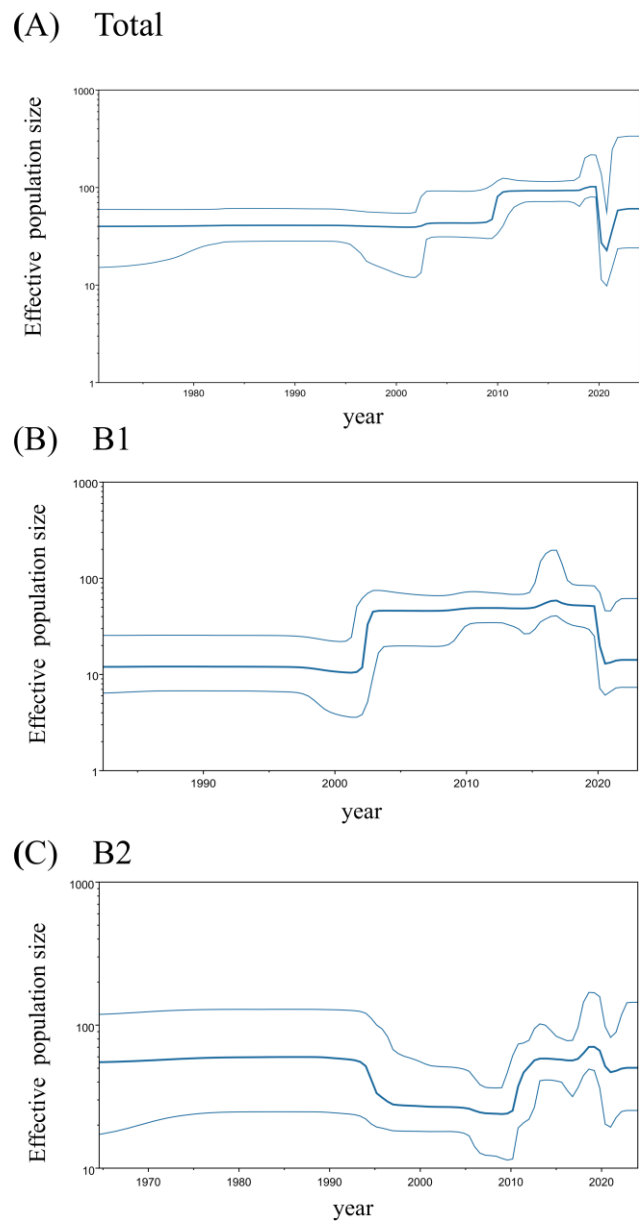 (A) Total
Effective population size
1000
100
10
1
1980 1990 2000 2010 2020
year
(B) B1
Effective population size
1000
100
10
1
1990 2000 2010 2020
year
(C) B2
Effective population size
1000
100
10
1970 1980 1990 2000 2010 2020
year